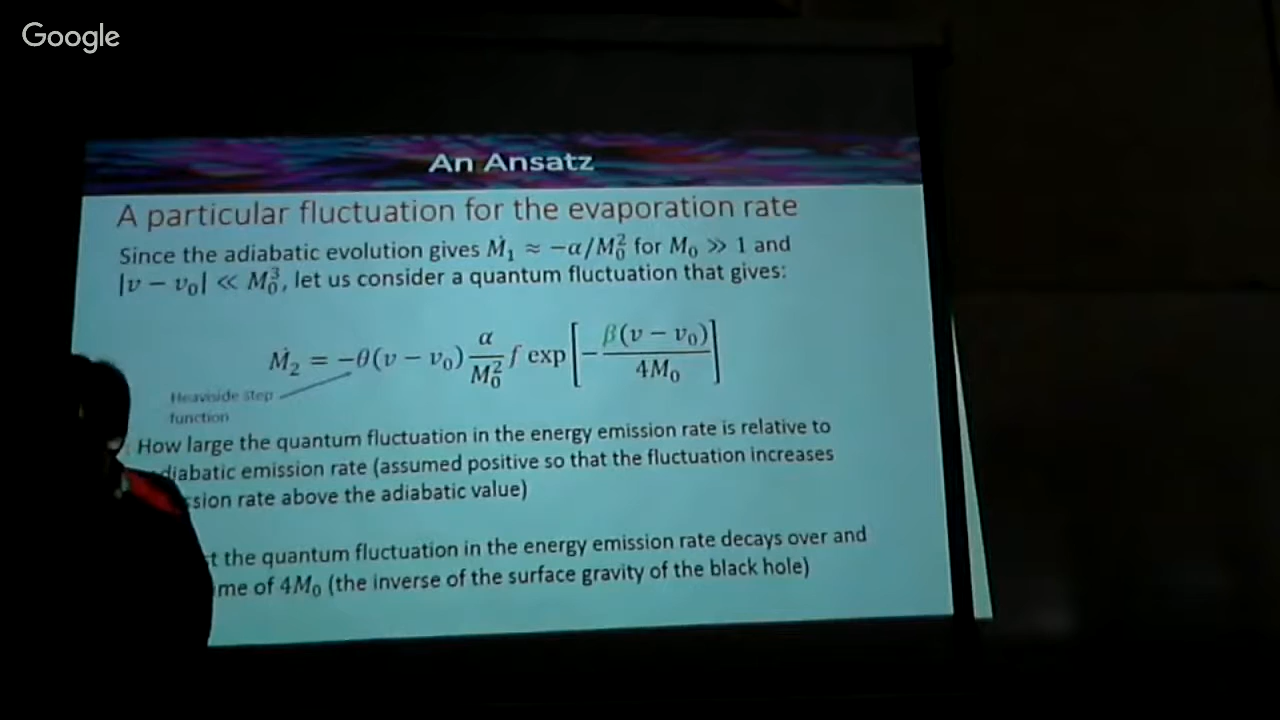 Google
An Ansatz
A particular fluctuation for the evaporation rate
Since the adiabatic evolution gives Ṁ₁ ≈ −α/M₀² for M₀ ≫ 1 and
|v − v₀| ≪ M₀³, let us consider a quantum fluctuation that gives:
Ṁ₂ = −θ(v − v₀) α/M₀² f exp[−β(v − v₀)/4M₀]
Heaviside step
function
How large the quantum fluctuation in the energy emission rate is relative to
emission rate (assumed positive so that the fluctuation increases
rate above the adiabatic value)
the quantum fluctuation in the energy emission rate decays over and
of 4M₀ (the inverse of the surface gravity of the black hole)